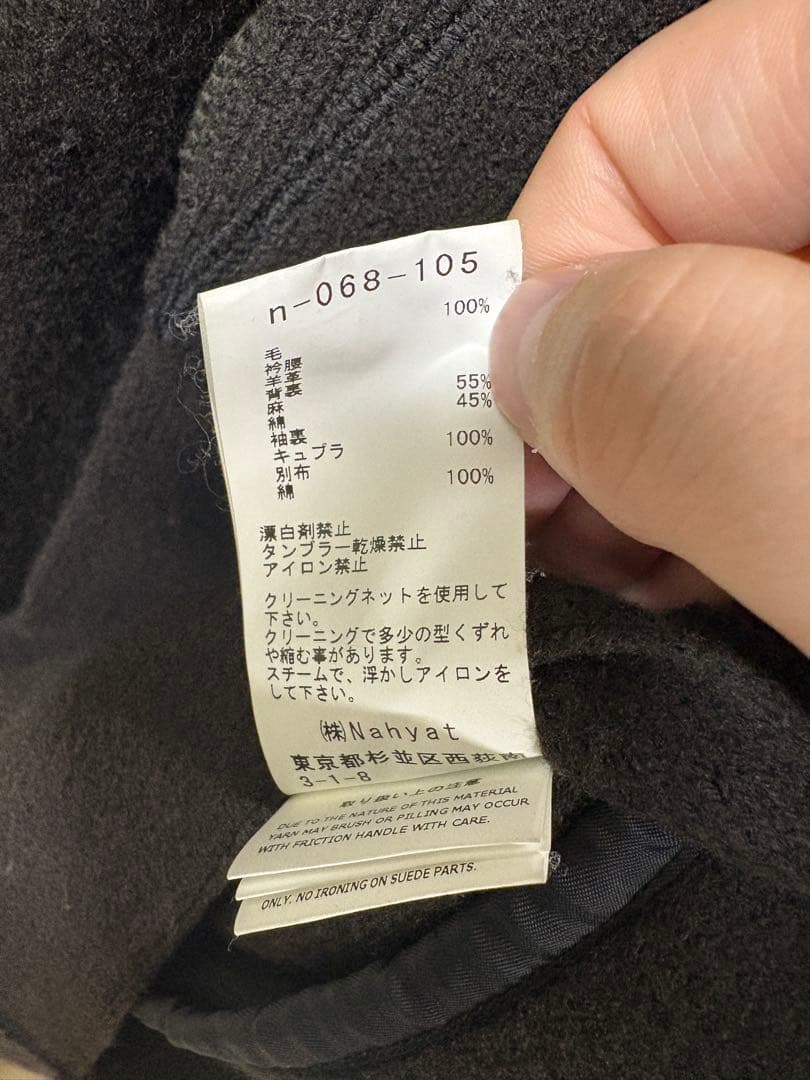 n-068-105
毛 100%
衿腰
羊革
背裏
麻 55%
綿 45%
袖裏
キュプラ 100%
別布
綿 100%
漂白剤禁止
タンブラー乾燥禁止
アイロン禁止
クリーニングネットを使用して
下さい。
クリーニングで多少の型くずれ
や縮む事があります。
スチームで、浮かしアイロンを
して下さい。
㈱Nahyat
東京都杉並区西荻南
3-1-8
取り扱い上の注意
DUE TO THE NATURE OF THIS MATERIAL
YARN MAY BRUSH OR PILLING MAY OCCUR
WITH FRICTION HANDLE WITH CARE.
ONLY. NO IRONING ON SUEDE PARTS.